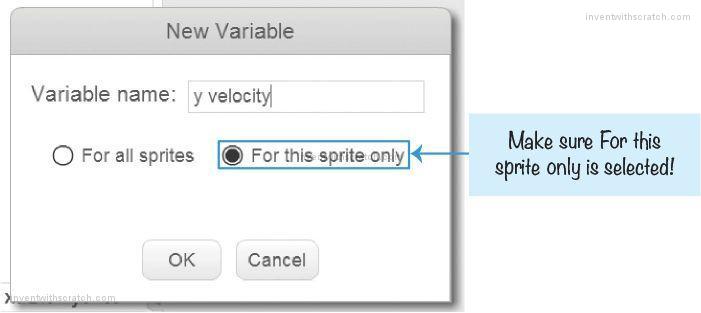 inventwithscratch.com
New Variable
Variable name: y velocity
For all sprites
For this sprite only
Make sure For this
sprite only is selected!
OK
Cancel
inventwithscratch.com